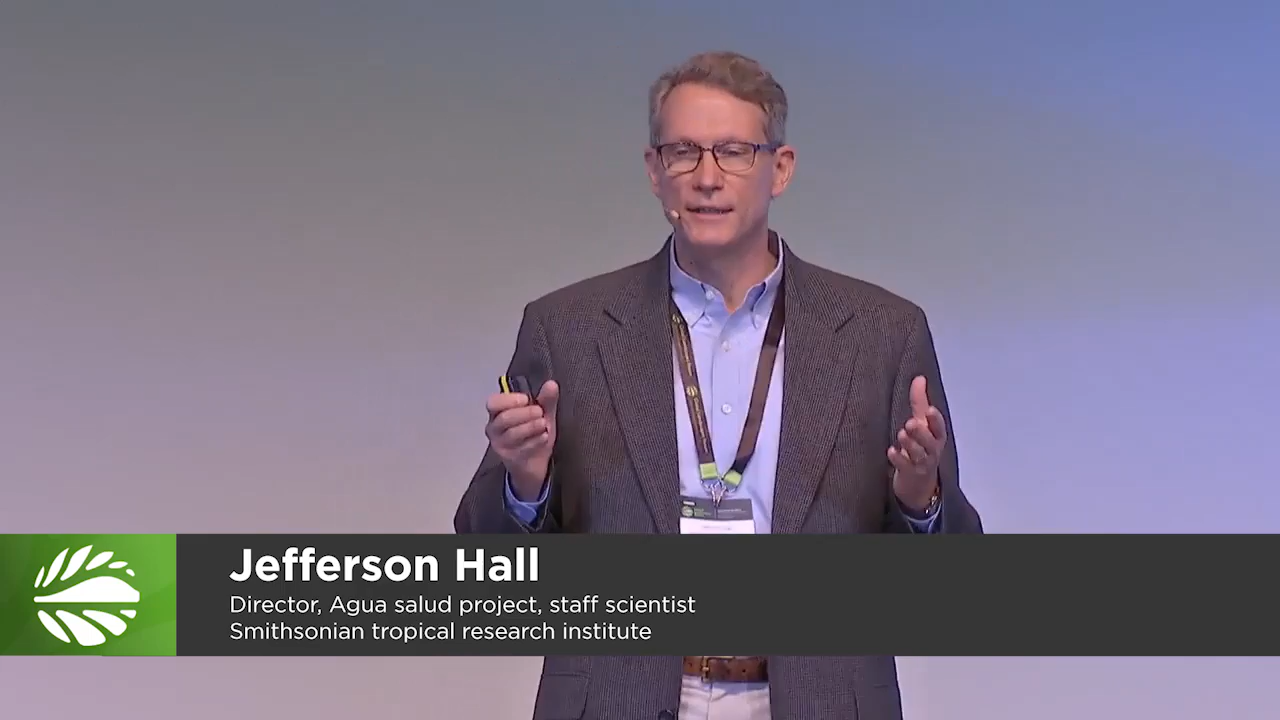 Jefferson Hall
Director, Agua salud project, staff scientist
Smithsonian tropical research institute